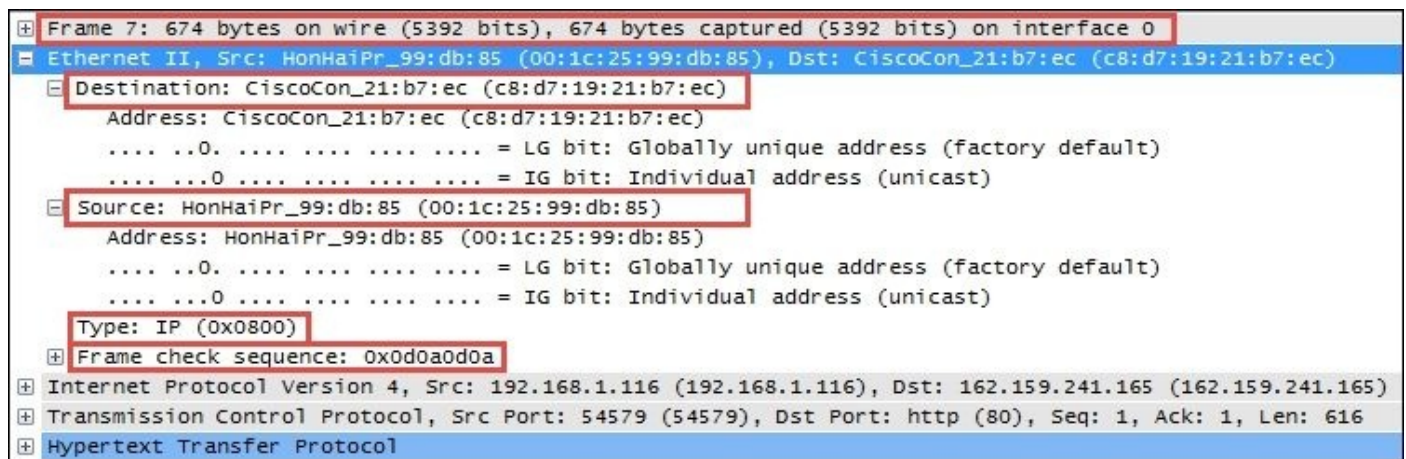 Frame 7: 674 bytes on wire (5392 bits), 674 bytes captured (5392 bits) on interface 0
Ethernet II, Src: HonHaiPr_99:db:85 (00:1c:25:99:db:85), Dst: CiscoCon_21:b7:ec (c8:d7:19:21:b7:ec)
Destination: CiscoCon_21:b7:ec (c8:d7:19:21:b7:ec)
Address: CiscoCon_21:b7:ec (c8:d7:19:21:b7:ec)
.... ..0. .... .... .... .... = LG bit: Globally unique address (factory default)
.... ...0 .... .... .... .... = IG bit: Individual address (unicast)
Source: HonHaiPr_99:db:85 (00:1c:25:99:db:85)
Address: HonHaiPr_99:db:85 (00:1c:25:99:db:85)
.... ..0. .... .... .... .... = LG bit: Globally unique address (factory default)
.... ...0 .... .... .... .... = IG bit: Individual address (unicast)
Type: IP (0x0800)
Frame check sequence: 0x0d0a0d0a
Internet Protocol Version 4, Src: 192.168.1.116 (192.168.1.116), Dst: 162.159.241.165 (162.159.241.165)
Transmission Control Protocol, Src Port: 54579 (54579), Dst Port: http (80), Seq: 1, Ack: 1, Len: 616
Hypertext Transfer Protocol